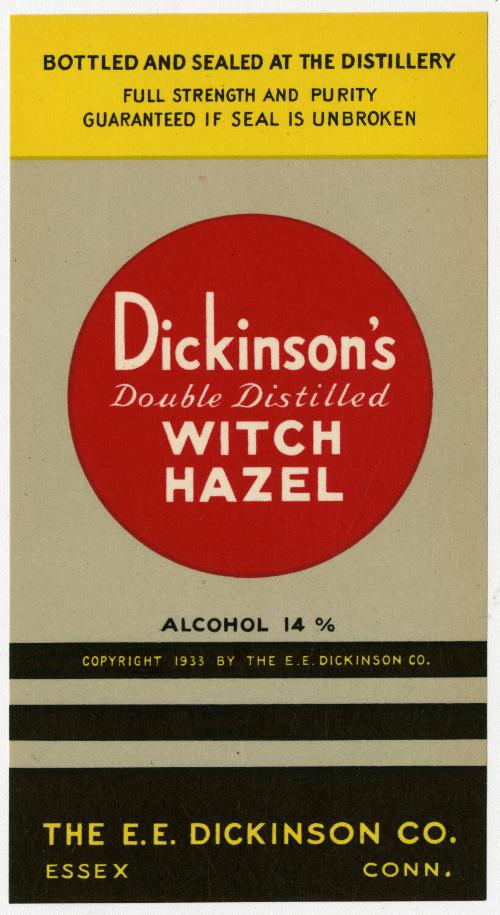 BOTTLED AND SEALED AT THE DISTILLERY
FULL STRENGTH AND PURITY
GUARANTEED IF SEAL IS UNBROKEN
Dickinson's
Double Distilled
WITCH
HAZEL
ALCOHOL 14 %
COPYRIGHT 1933 BY THE E.E. DICKINSON CO.
THE E.E. DICKINSON CO.
ESSEX CONN.